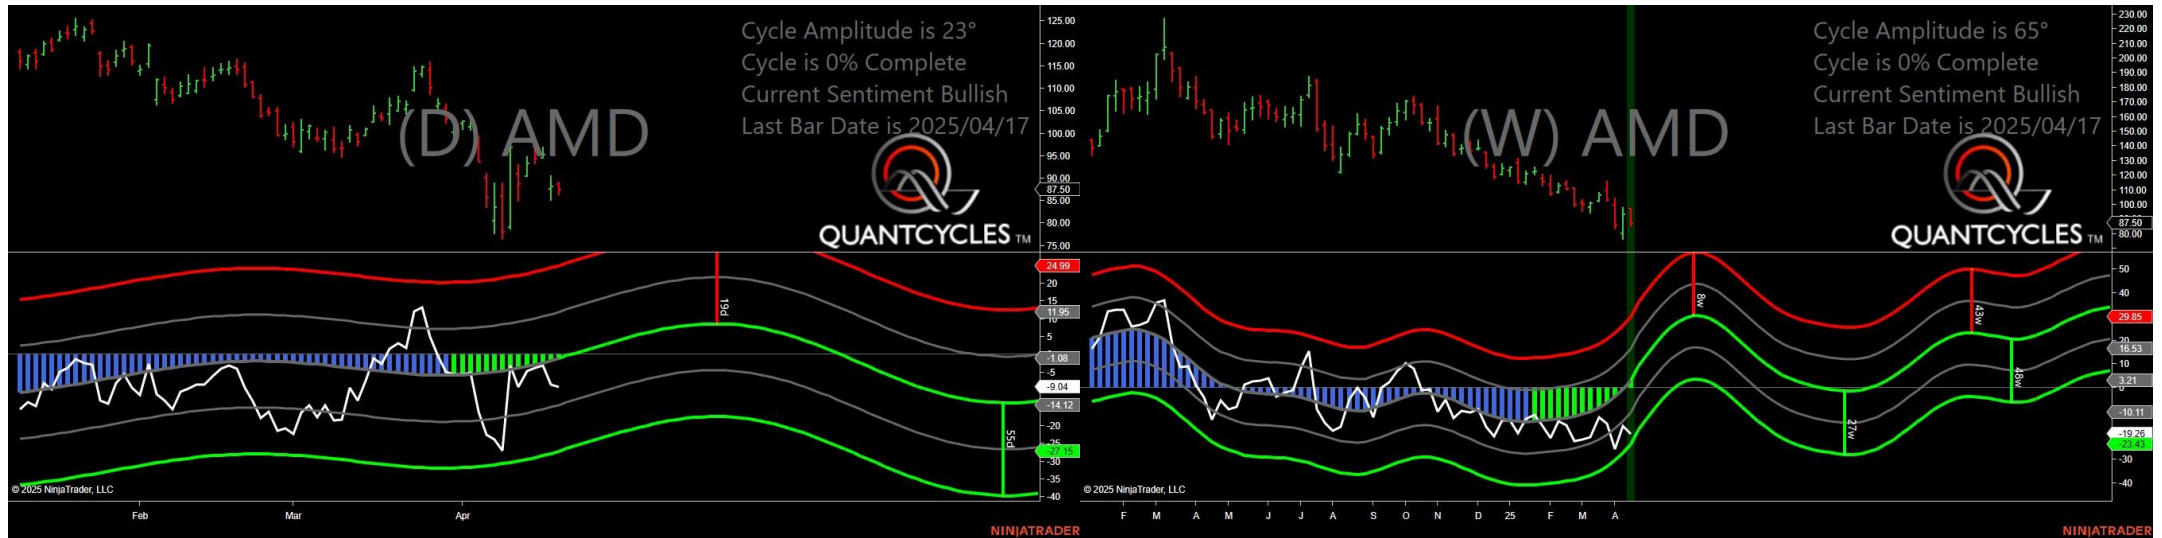 Cycle Amplitude is 23°
Cycle is 0% Complete
Current Sentiment Bullish
Last Bar Date is 2025/04/17
(D) AMD
QUANTCYCLES TM
125.00
120.00
115.00
110.00
105.00
100.00
95.00
90.00
87.50
85.00
80.00
75.00
24.99
20
15
11.95
10
5
-1.08
-5
-9.04
-14.12
-20
-25
-27.15
-30
-35
-40
19d
55d
© 2025 NinjaTrader, LLC
Feb Mar Apr
NINJATRADER
Cycle Amplitude is 65°
Cycle is 0% Complete
Current Sentiment Bullish
Last Bar Date is 2025/04/17
(W) AMD
QUANTCYCLES TM
230.00
220.00
210.00
200.00
190.00
180.00
170.00
160.00
150.00
140.00
130.00
120.00
110.00
100.00
87.50
80.00
50
40
29.85
20
16.53
10
3.21
0
-10.11
-19.26
-23.43
-30
-40
8w
43w
48w
27w
© 2025 NinjaTrader, LLC
F M A M J J A S O N D 25 F M A
NINJATRADER